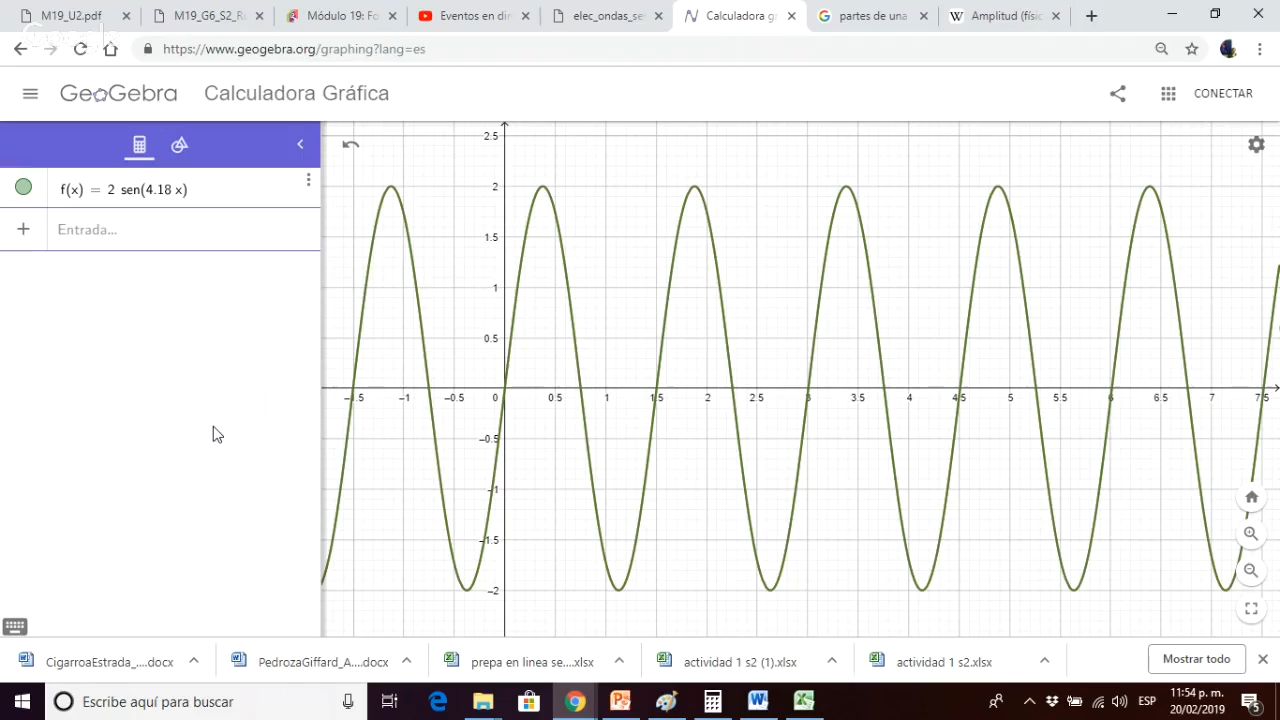 M19_U2.pdf
M19_G6_S2_R
Módulo 19: Fo
Eventos en di
elec_ondas_se
Calculadora gr
partes de una
Amplitud (físic
https://www.geogebra.org/graphing?lang=es
GeoGebra
Calculadora Gráfica
CONECTAR
f(x) = 2 sen(4.18 x)
Entrada...
2.5
2
1.5
1
0.5
−0.5
−1
−1.5
−2
−1.5 −1 −0.5 0 0.5 1 1.5 2 2.5 3 3.5 4 4.5 5 5.5 6 6.5 7 7.5
CigarroaEstrada_....docx
PedrozaGiffard_A....docx
prepa en linea se....xlsx
actividad 1 s2 (1).xlsx
actividad 1 s2.xlsx
Mostrar todo
Escribe aquí para buscar
ESP
11:54 p. m.
20/02/2019
5